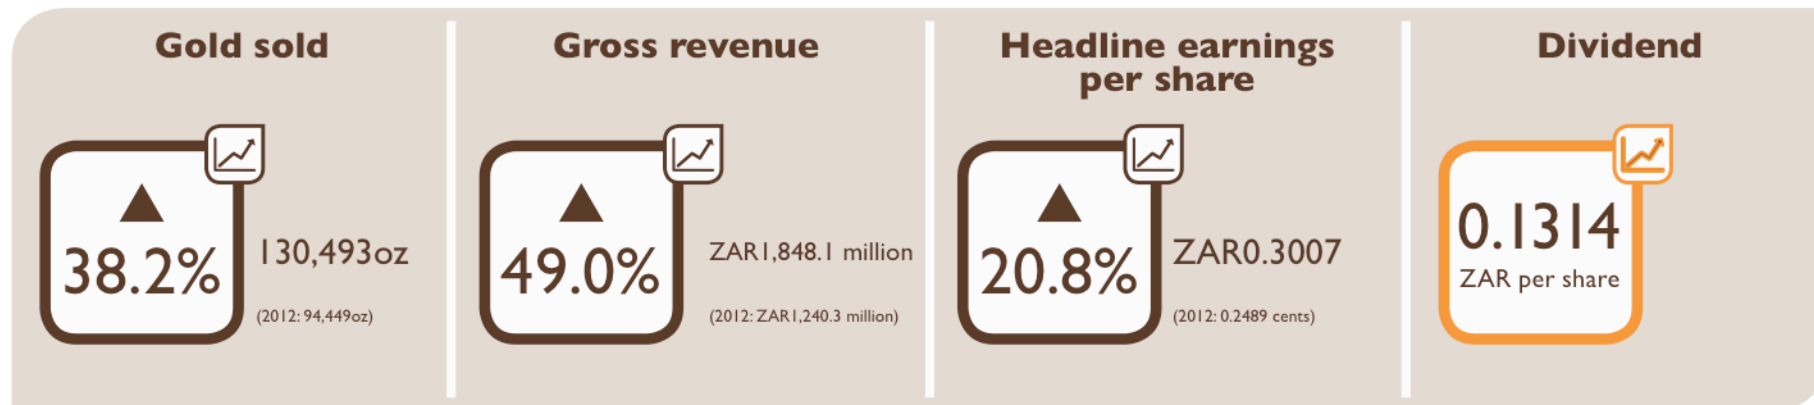 Gold sold
38.2%
130,493oz
(2012: 94,449oz)
Gross revenue
49.0%
ZAR1,848.1 million
(2012: ZAR1,240.3 million)
Headline earnings
per share
20.8%
ZAR0.3007
(2012: 0.2489 cents)
Dividend
0.1314
ZAR per share